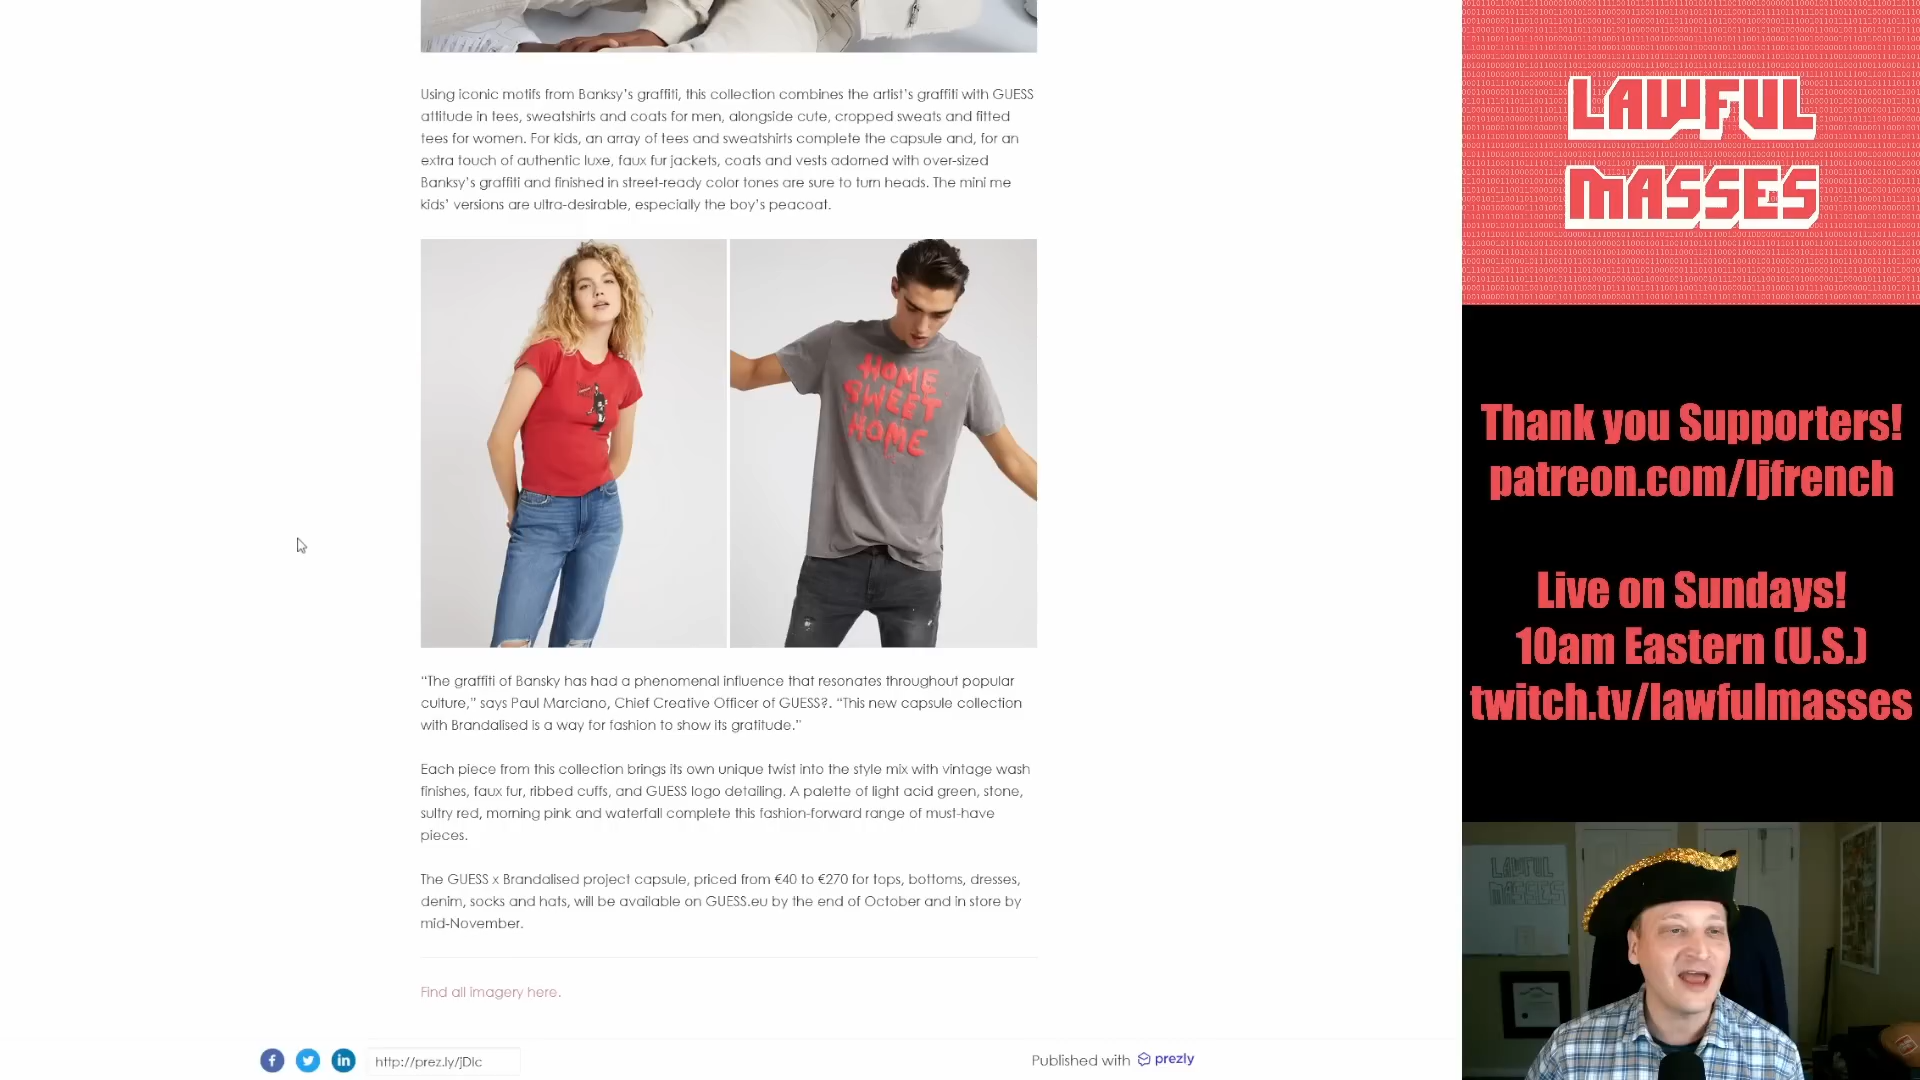 Using iconic motifs from Banksy’s graffiti, this collection combines the artist’s graffiti with GUESS
attitude in tees, sweatshirts and coats for men, alongside cute, cropped sweats and fitted
tees for women. For kids, an array of tees and sweatshirts complete the capsule and, for an
extra touch of authentic luxe, faux fur jackets, coats and vests adorned with over-sized
Banksy’s graffiti and finished in street-ready color tones are sure to turn heads. The mini me
kids’ versions are ultra-desirable, especially the boy’s peacoat.
HOME
SWEET
HOME
“The graffiti of Bansky has had a phenomenal influence that resonates throughout popular
culture,” says Paul Marciano, Chief Creative Officer of GUESS?. “This new capsule collection
with Brandalised is a way for fashion to show its gratitude.”
Each piece from this collection brings its own unique twist into the style mix with vintage wash
finishes, faux fur, ribbed cuffs, and GUESS logo detailing. A palette of light acid green, stone,
sultry red, morning pink and waterfall complete this fashion-forward range of must-have
pieces.
The GUESS x Brandalised project capsule, priced from €40 to €270 for tops, bottoms, dresses,
denim, socks and hats, will be available on GUESS.eu by the end of October and in store by
mid-November.
Find all imagery here.
http://prez.ly/jDlc
Published with prezly
LAWFUL
MASSES
Thank you Supporters!
patreon.com/ljfrench
Live on Sundays!
10am Eastern (U.S.)
twitch.tv/lawfulmasses
LAWFUL
MASSES